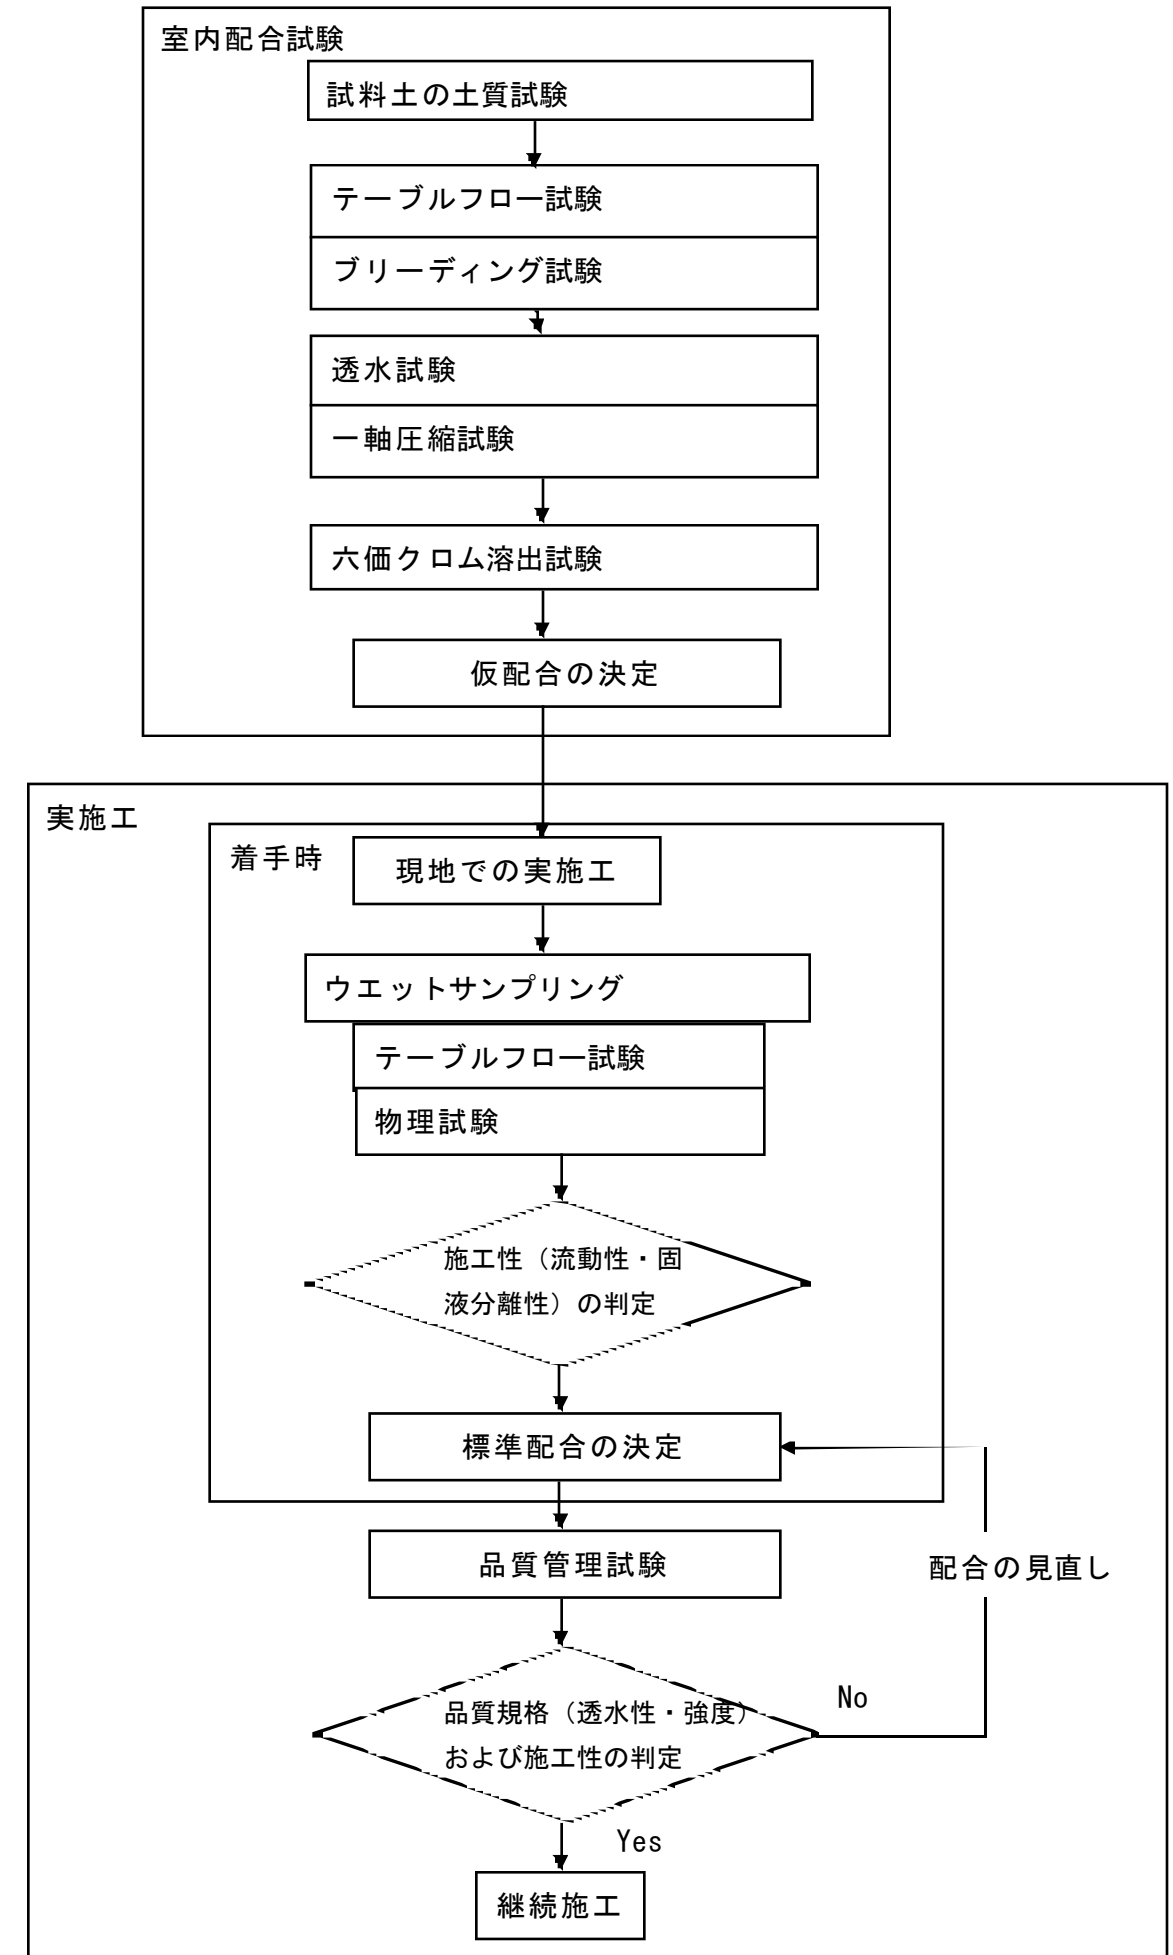 室内配合試験
試料土の土質試験
テーブルフロー試験
ブリーディング試験
透水試験
一軸圧縮試験
六価クロム溶出試験
仮配合の決定
実施工
着手時
現地での実施工
ウエットサンプリング
テーブルフロー試験
物理試験
施工性（流動性・固
液分離性）の判定
標準配合の決定
品質管理試験
配合の見直し
品質規格（透水性・強度）
および施工性の判定
No
Yes
継続施工